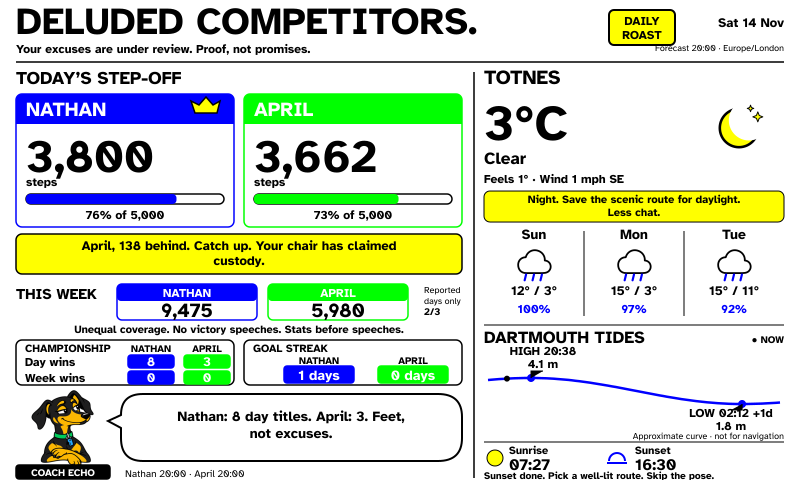 DELUDED COMPETITORS.
Your excuses are under review. Proof, not promises.
DAILY
ROAST
Sat 14 Nov
Forecast 20:00 · Europe/London
TODAY'S STEP-OFF
NATHAN
3,800
steps
76% of 5,000
APRIL
3,662
steps
73% of 5,000
April, 138 behind. Catch up. Your chair has claimed
custody.
THIS WEEK
NATHAN
9,475
APRIL
5,980
Reported
days only
2/3
Unequal coverage. No victory speeches. Stats before speeches.
CHAMPIONSHIP NATHAN APRIL
Day wins 8 3
Week wins 0 0
GOAL STREAK
NATHAN APRIL
1 days 0 days
Nathan: 8 day titles. April: 3. Feet,
not excuses.
COACH ECHO
Nathan 20:00 · April 20:00
TOTNES
3°C
Clear
Feels 1° · Wind 1 mph SE
Night. Save the scenic route for daylight.
Less chat.
Sun Mon Tue
12° / 3° 15° / 3° 15° / 11°
100% 97% 92%
DARTMOUTH TIDES
• NOW
HIGH 20:38
4.1 m
LOW 02:12 +1d
1.8 m
Approximate curve · not for navigation
Sunrise
07:27
Sunset
16:30
Sunset done. Pick a well-lit route. Skip the pose.